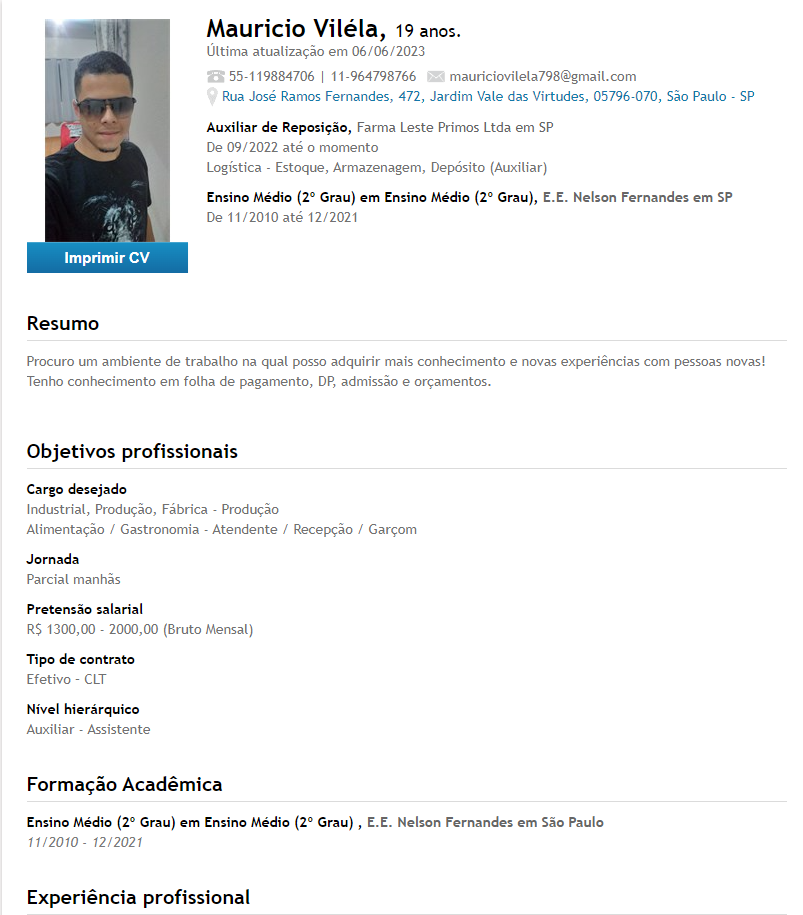 Mauricio Viléla, 19 anos.
Última atualização em 06/06/2023
55-119884706 | 11-964798766 mauriciovilela798@gmail.com
Rua José Ramos Fernandes, 472, Jardim Vale das Virtudes, 05796-070, São Paulo - SP
Auxiliar de Reposição, Farma Leste Primos Ltda em SP
De 09/2022 até o momento
Logística - Estoque, Armazenagem, Depósito (Auxiliar)
Ensino Médio (2º Grau) em Ensino Médio (2º Grau), E.E. Nelson Fernandes em SP
De 11/2010 até 12/2021
Imprimir CV
Resumo
Procuro um ambiente de trabalho na qual posso adquirir mais conhecimento e novas experiências com pessoas novas!
Tenho conhecimento em folha de pagamento, DP, admissão e orçamentos.
Objetivos profissionais
Cargo desejado
Industrial, Produção, Fábrica - Produção
Alimentação / Gastronomia - Atendente / Recepção / Garçom
Jornada
Parcial manhãs
Pretensão salarial
R$ 1300,00 - 2000,00 (Bruto Mensal)
Tipo de contrato
Efetivo – CLT
Nível hierárquico
Auxiliar - Assistente
Formação Acadêmica
Ensino Médio (2º Grau) em Ensino Médio (2º Grau) , E.E. Nelson Fernandes em São Paulo
11/2010 - 12/2021
Experiência profissional